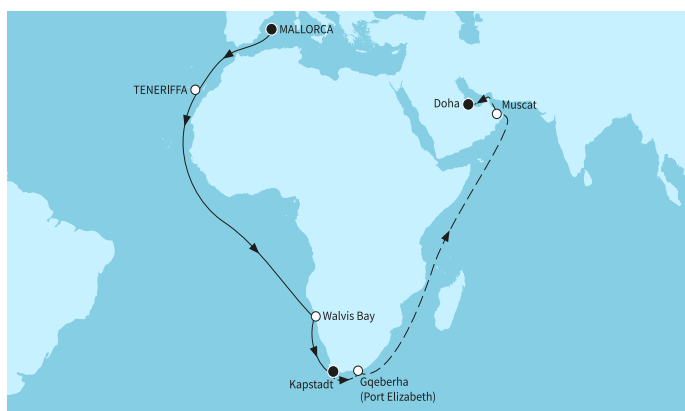 MALLORCA
TENERIFFA
Doha
Muscat
Walvis Bay
Kapstadt
Gqeberha
(Port Elizabeth)